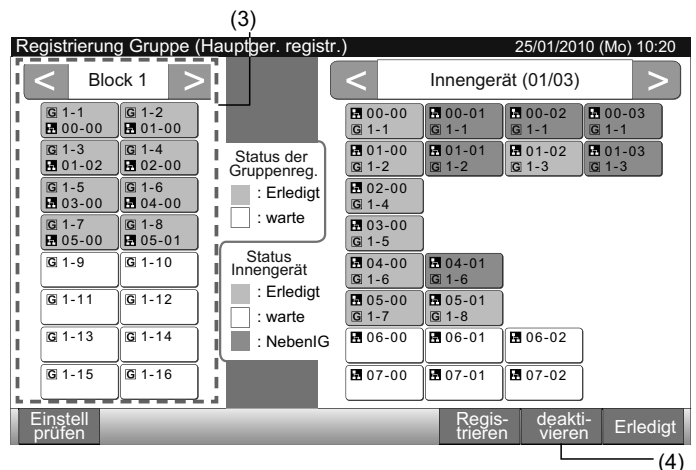 (3)
Registrierung Gruppe (Hauptger. registr.) 25/01/2010 (Mo) 10:20
< Block 1 >
G 1-1 G 1-2
00-00 01-00
G 1-3 G 1-4
01-02 02-00
G 1-5 G 1-6
03-00 04-00
G 1-7 G 1-8
05-00 05-01
G 1-9 G 1-10
G 1-11 G 1-12
G 1-13 G 1-14
G 1-15 G 1-16
Status der
Gruppenreg.
: Erledigt
: warte
Status
Innengerät
: Erledigt
: warte
: NebenIG
< Innengerät (01/03) >
00-00 00-01 00-02 00-03
G 1-1 G 1-1 G 1-1 G 1-1
01-00 01-01 01-02 01-03
G 1-2 G 1-2 G 1-3 G 1-3
02-00
G 1-4
03-00
G 1-5
04-00 04-01
G 1-6 G 1-6
05-00 05-01
G 1-7 G 1-8
06-00 06-01 06-02
07-00 07-01 07-02
Einstell
prüfen
Regis-
trieren
deakti-
vieren
Erledigt
(4)